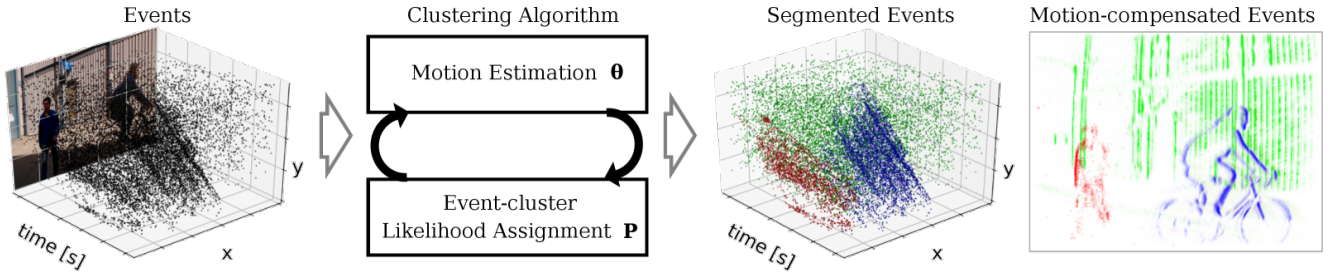 Events
time [s]
x
Clustering Algorithm
Motion Estimation θ
Event-cluster
Likelihood Assignment P
Segmented Events
time [s]
x
y
y
Motion-compensated Events